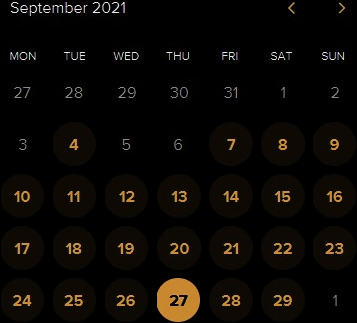 September 2021
MON TUE WED THU FRI SAT SUN
27 28 29 30 31 1 2
3 4 5 6 7 8 9
10 11 12 13 14 15 16
17 18 19 20 21 22 23
24 25 26 27 28 29 1